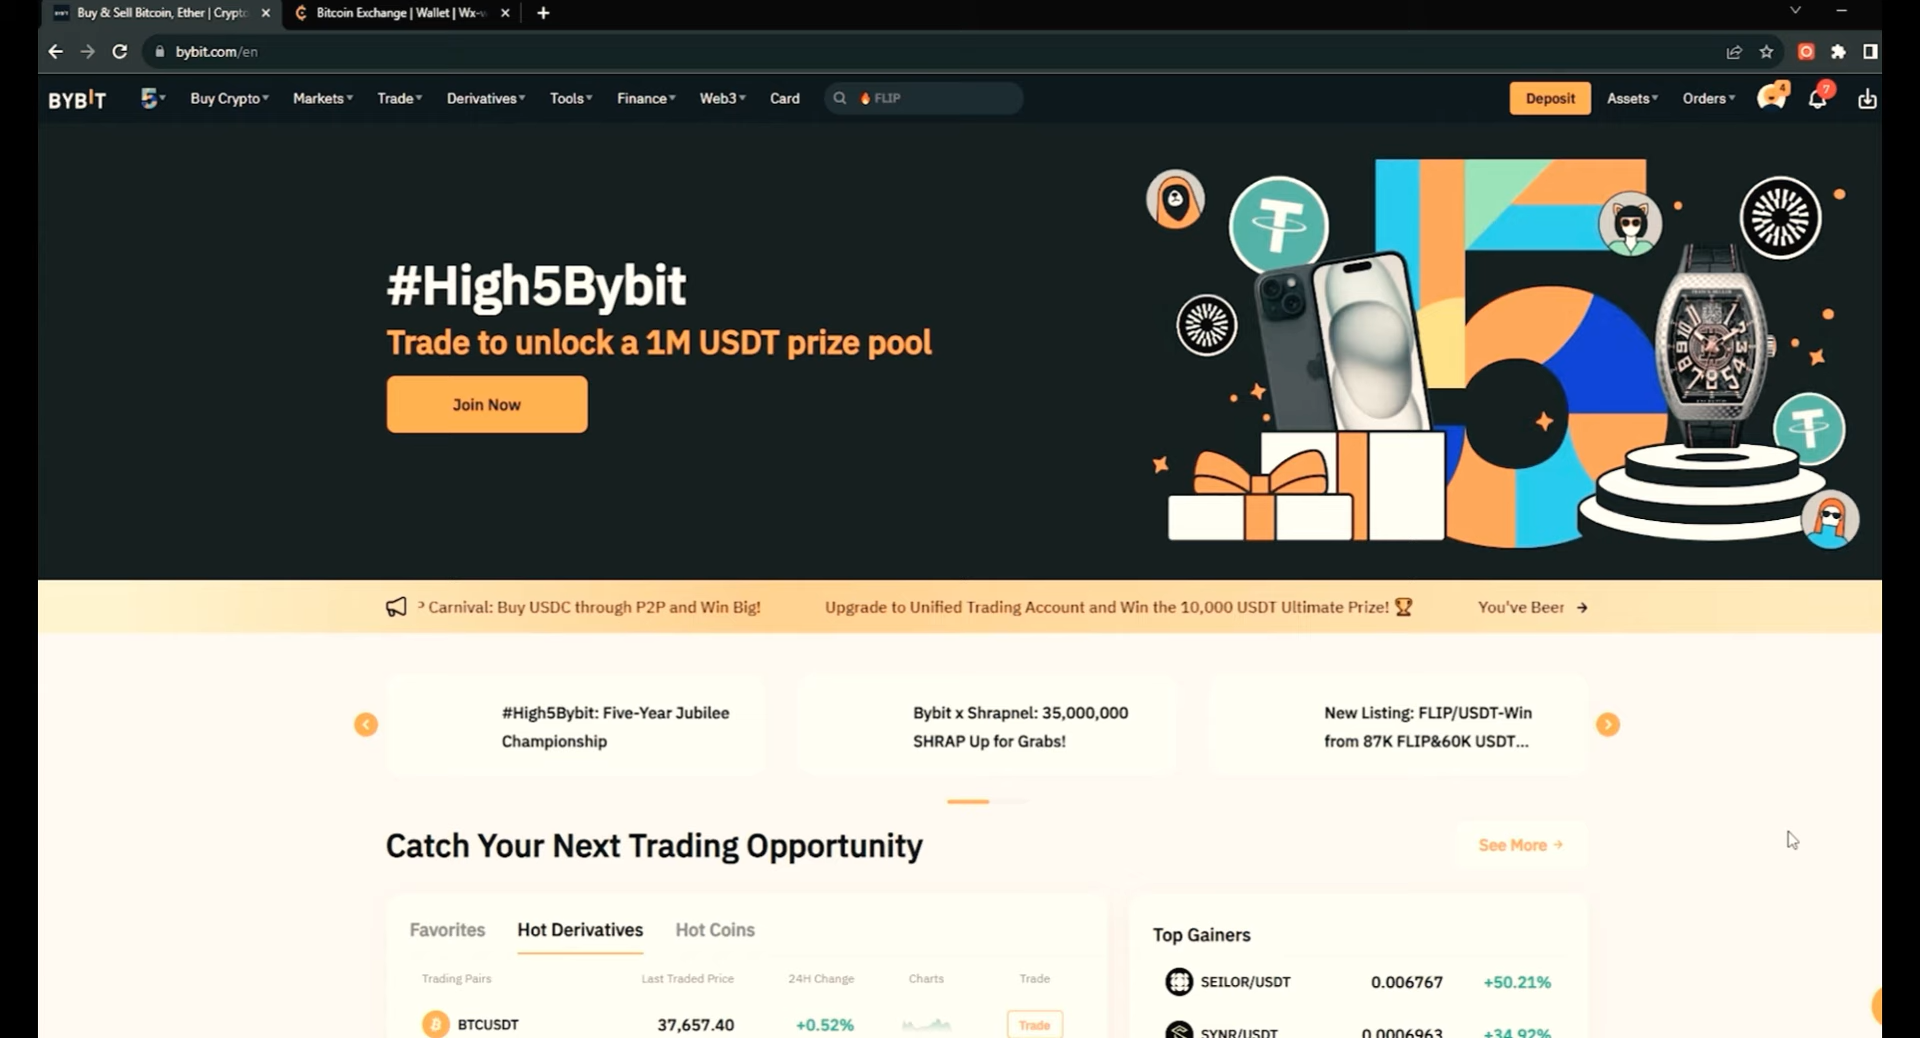 Buy & Sell Bitcoin, Ether | Crypto
Bitcoin Exchange | Wallet | Wx-
bybit.com/en
BYBIT
Buy Crypto
Markets
Trade
Derivatives
Tools
Finance
Web3
Card
FLIP
Deposit
Assets
Orders
4
7
#High5Bybit
Trade to unlock a 1M USDT prize pool
Join Now
Carnival: Buy USDC through P2P and Win Big!
Upgrade to Unified Trading Account and Win the 10,000 USDT Ultimate Prize!
You've Beer
#High5Bybit: Five-Year Jubilee
Championship
Bybit x Shrapnel: 35,000,000
SHRAP Up for Grabs!
New Listing: FLIP/USDT-Win
from 87K FLIP&60K USDT...
Catch Your Next Trading Opportunity
See More
Favorites
Hot Derivatives
Hot Coins
Trading Pairs
Last Traded Price
24H Change
Charts
Trade
BTCUSDT
37,657.40
+0.52%
Trade
Top Gainers
SEILOR/USDT
0.006767
+50.21%
SYNR/USDT
0.0006963
+34.92%